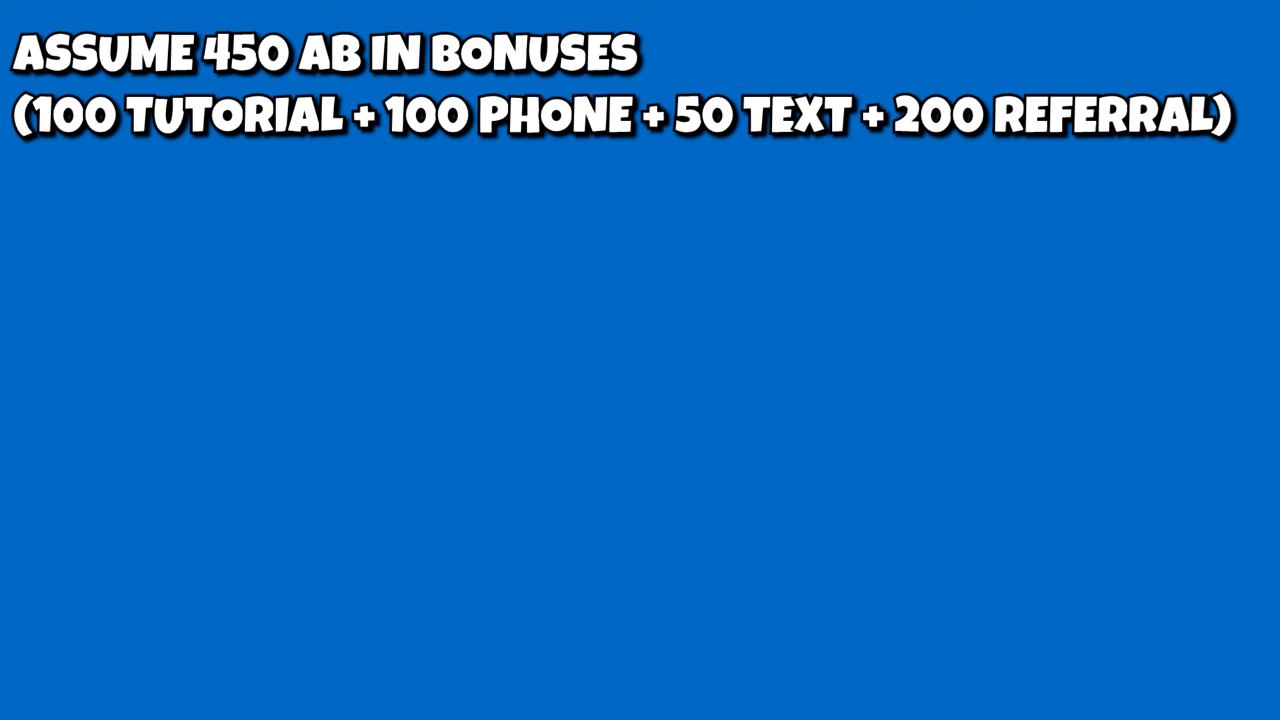 ASSUME 450 AB IN BONUSES
(100 TUTORIAL + 100 PHONE + 50 TEXT + 200 REFERRAL)